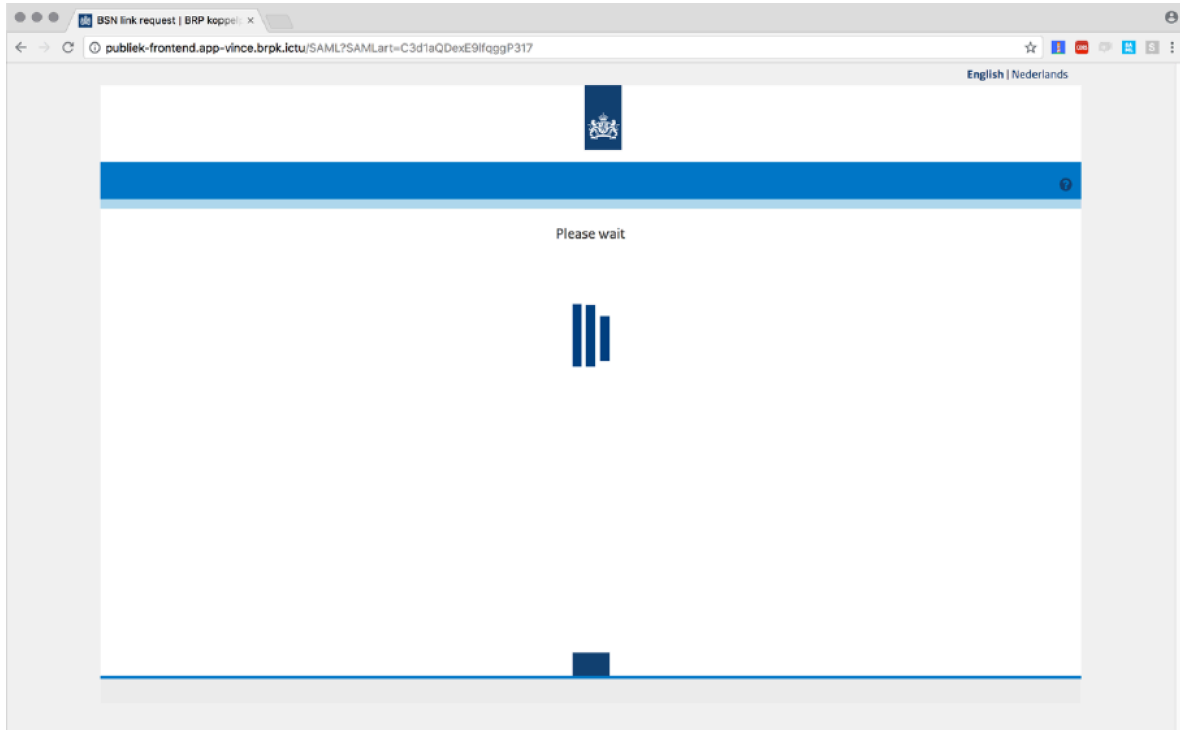 BSN link request | BRP koppel
publiek-frontend.app-vince.brpk.ictu/SAML?SAMLart=C3d1aQDexE9lfqggP317
English | Nederlands
?
Please wait